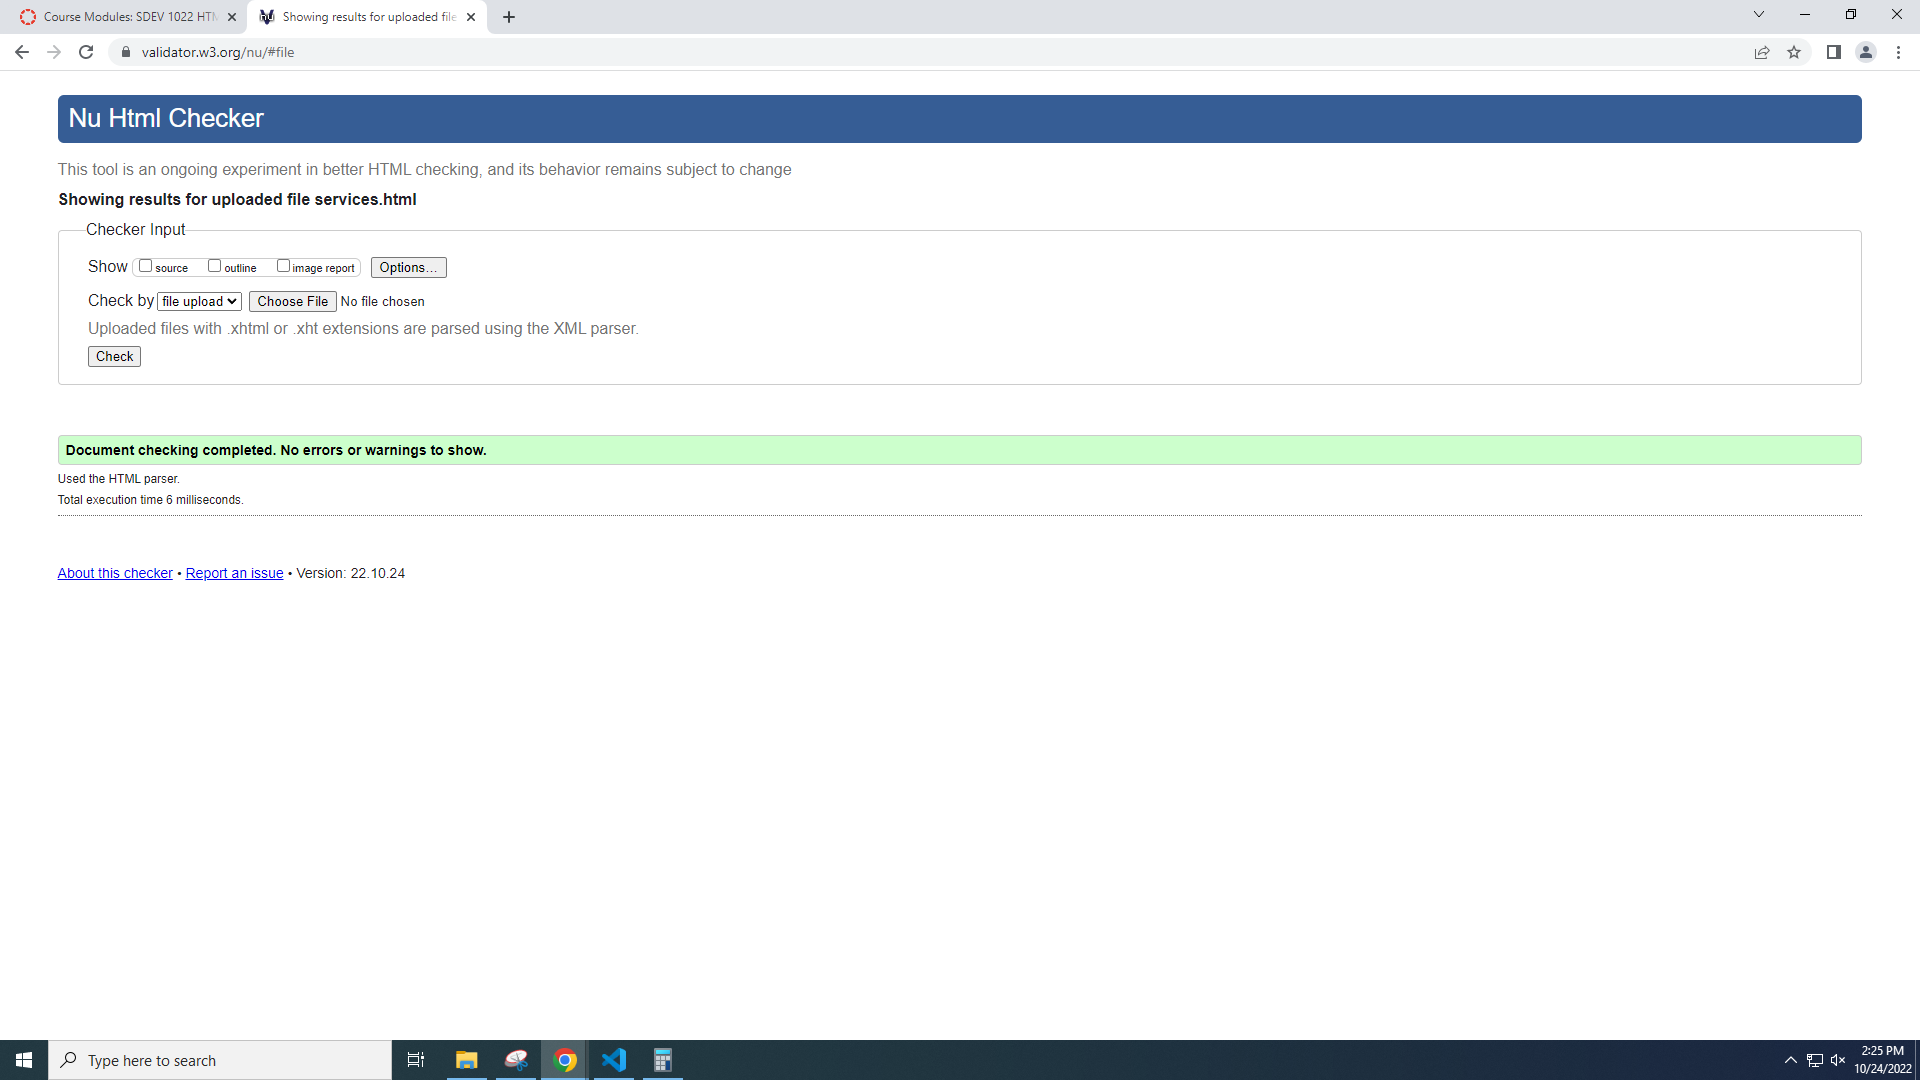 Course Modules: SDEV 1022 HTM
Showing results for uploaded file
validator.w3.org/nu/#file
Nu Html Checker
This tool is an ongoing experiment in better HTML checking, and its behavior remains subject to change
Showing results for uploaded file services.html
Checker Input
Show source outline image report Options...
Check by file upload Choose File No file chosen
Uploaded files with .xhtml or .xht extensions are parsed using the XML parser.
Check
Document checking completed. No errors or warnings to show.
Used the HTML parser.
Total execution time 6 milliseconds.
About this checker • Report an issue • Version: 22.10.24
Type here to search
2:25 PM
10/24/2022